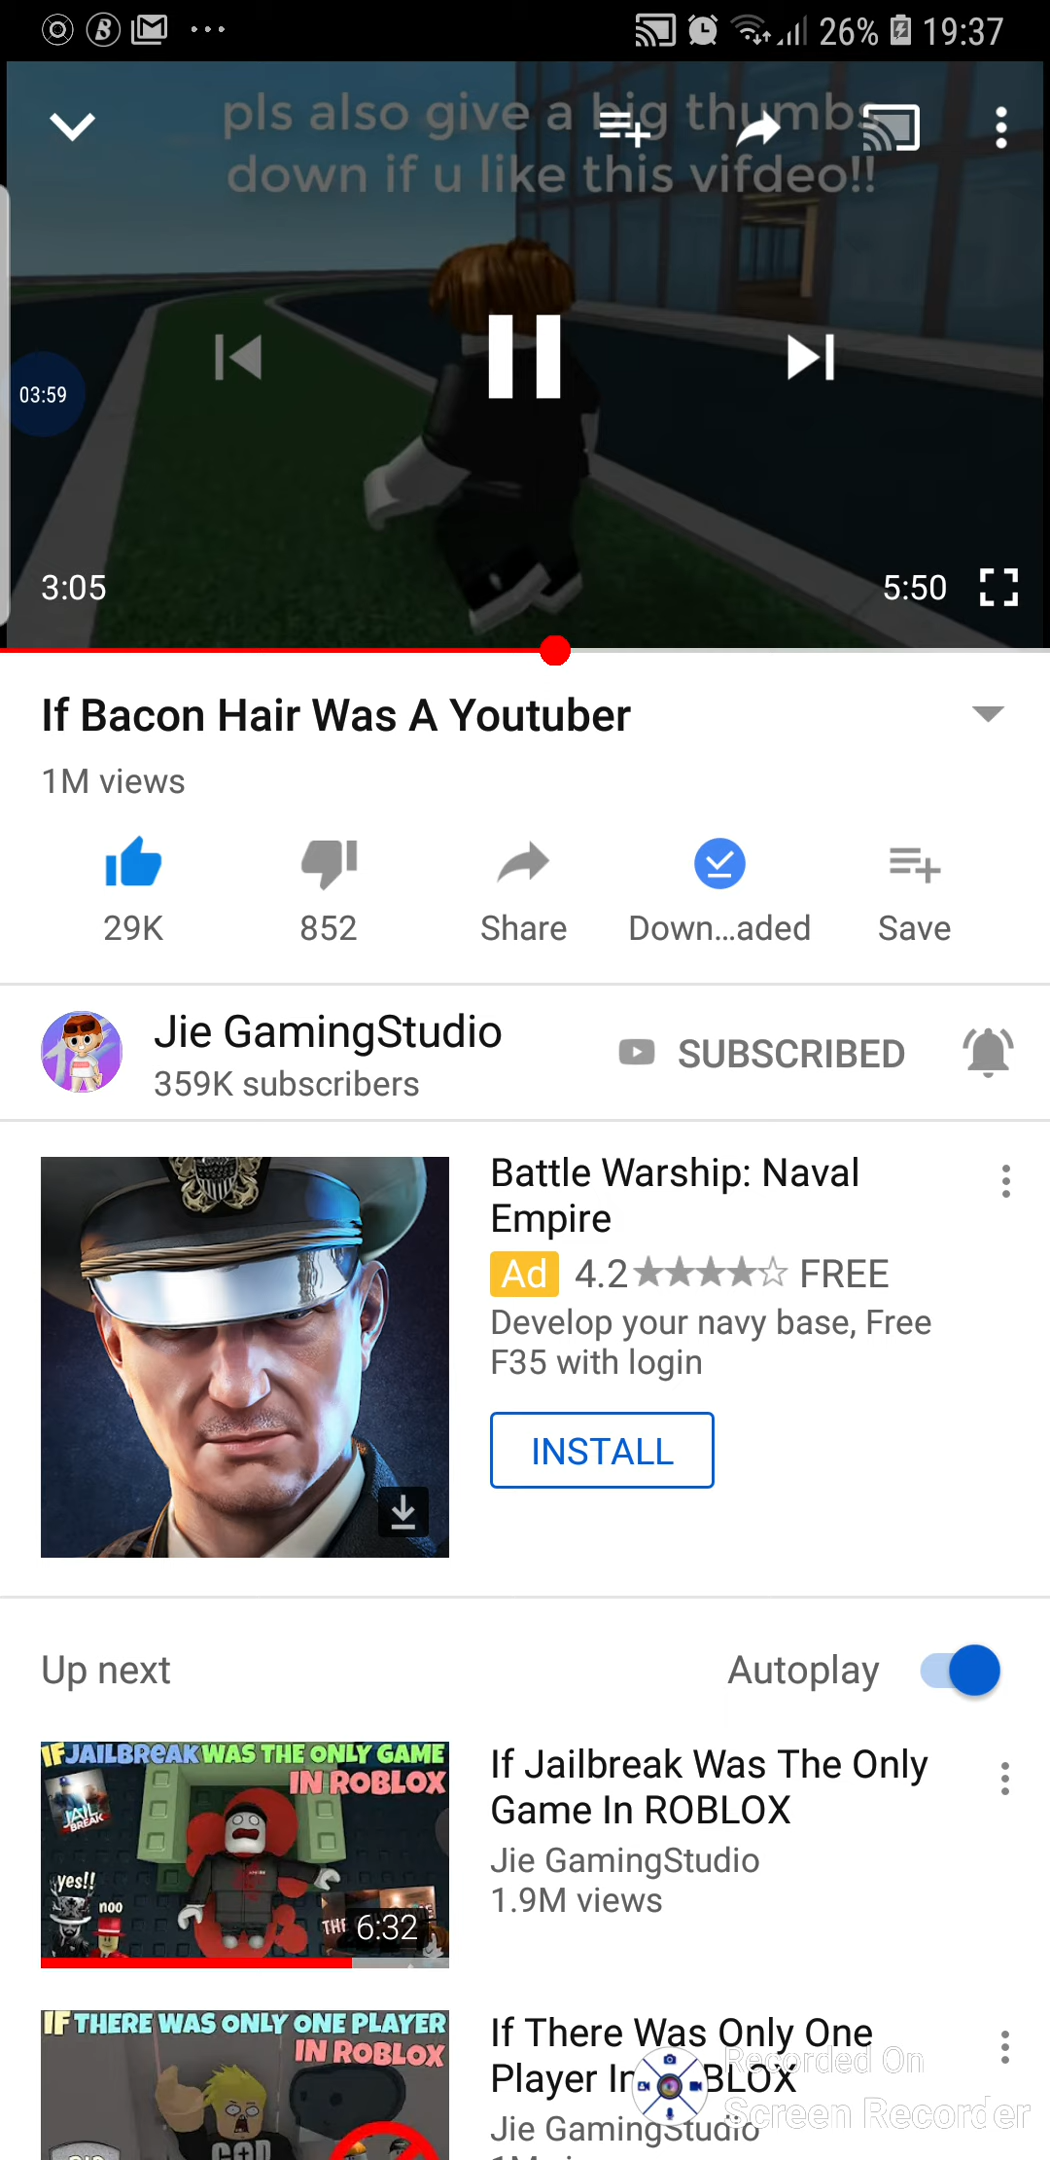 26% 19:37
pls also give a big thumbs
down if u like this vifdeo!!
03:59
3:05 5:50
If Bacon Hair Was A Youtuber
1M views
29K 852 Share Down...aded Save
Jie GamingStudio
359K subscribers
SUBSCRIBED
Battle Warship: Naval
Empire
Ad 4.2 FREE
Develop your navy base, Free
F35 with login
INSTALL
Up next Autoplay
IF JAILBREAK WAS THE ONLY GAME
IN ROBLOX
JAIL
BREAK
yes!!
noo
THE
6:32
If Jailbreak Was The Only
Game In ROBLOX
Jie GamingStudio
1.9M views
IF THERE WAS ONLY ONE PLAYER
IN ROBLOX
GOD
If There Was Only One
Player In BLOX
Jie GamingStudio
Recorded On
Screen Recorder